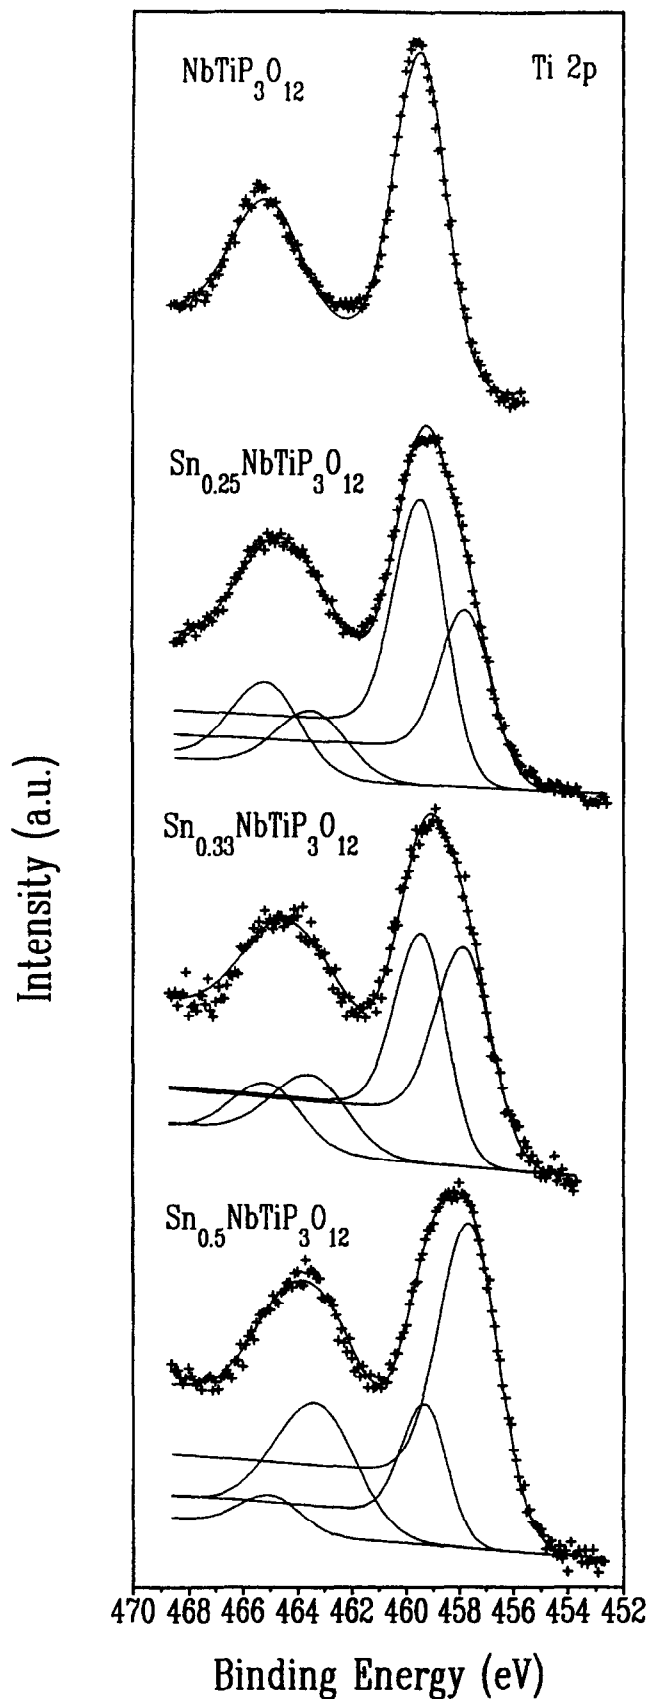 NbTiP3O12 Ti 2p
Sn0.25NbTiP3O12
Sn0.33NbTiP3O12
Sn0.5NbTiP3O12
Intensity (a.u.)
470 468 466 464 462 460 458 456 454 452
Binding Energy (eV)